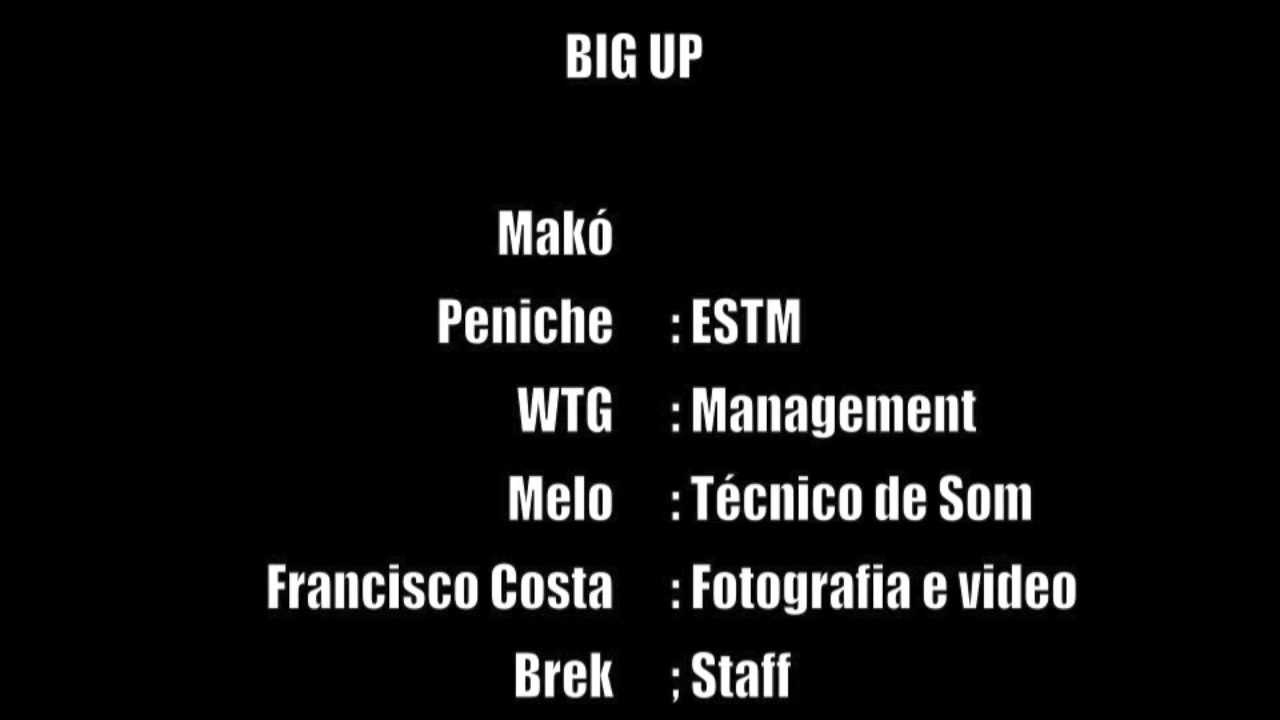 BIG UP
Makó
Peniche : ESTM
WTG : Management
Melo : Técnico de Som
Francisco Costa : Fotografia e video
Brek ; Staff